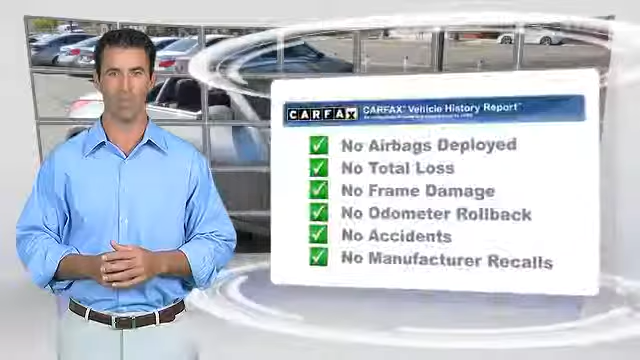 CARFAX CARFAX™ Vehicle History Report™
No Airbags Deployed
No Total Loss
No Frame Damage
No Odometer Rollback
No Accidents
No Manufacturer Recalls